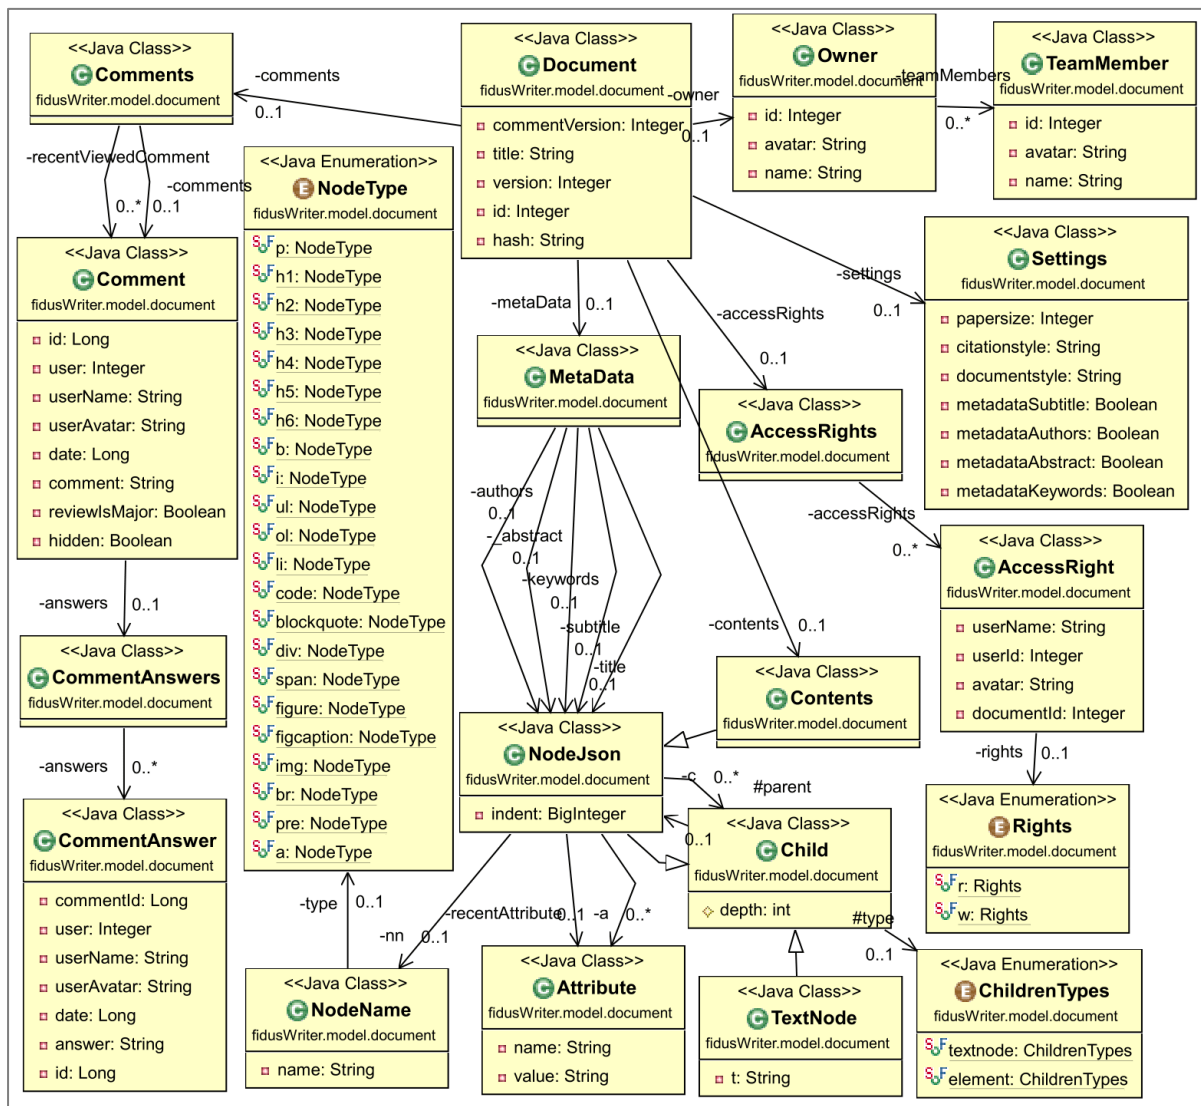 <<Java Class>>
Comments
fidusWriter.model.document
-comments
0..1
<<Java Class>>
Document
fidusWriter.model.document
commentVersion: Integer
title: String
version: Integer
id: Integer
hash: String
-owner
0..1
<<Java Class>>
Owner
fidusWriter.model.document
id: Integer
avatar: String
name: String
-teamMembers
0..*
<<Java Class>>
TeamMember
fidusWriter.model.document
id: Integer
avatar: String
name: String
-recentViewedComment
0..*
-comments
0..1
<<Java Class>>
Comment
fidusWriter.model.document
id: Long
user: Integer
userName: String
userAvatar: String
date: Long
comment: String
reviewIsMajor: Boolean
hidden: Boolean
-answers
0..1
<<Java Class>>
CommentAnswers
fidusWriter.model.document
-answers
0..*
<<Java Class>>
CommentAnswer
fidusWriter.model.document
commentId: Long
user: Integer
userName: String
userAvatar: String
date: Long
answer: String
id: Long
<<Java Enumeration>>
NodeType
fidusWriter.model.document
p: NodeType
h1: NodeType
h2: NodeType
h3: NodeType
h4: NodeType
h5: NodeType
h6: NodeType
b: NodeType
i: NodeType
ul: NodeType
ol: NodeType
li: NodeType
code: NodeType
blockquote: NodeType
div: NodeType
span: NodeType
figure: NodeType
figcaption: NodeType
img: NodeType
br: NodeType
pre: NodeType
a: NodeType
-type
0..1
<<Java Class>>
NodeName
fidusWriter.model.document
name: String
-metaData
0..1
<<Java Class>>
MetaData
fidusWriter.model.document
-authors
0..1
-_abstract
0..1
-keywords
0..1
-subtitle
0..1
-title
0..1
<<Java Class>>
NodeJson
fidusWriter.model.document
indent: BigInteger
-nn
0..1
-recentAttribute
0..1
-a
0..*
<<Java Class>>
Attribute
fidusWriter.model.document
name: String
value: String
-settings
0..1
<<Java Class>>
Settings
fidusWriter.model.document
papersize: Integer
citationstyle: String
documentstyle: String
metadataSubtitle: Boolean
metadataAuthors: Boolean
metadataAbstract: Boolean
metadataKeywords: Boolean
-accessRights
0..1
<<Java Class>>
AccessRights
fidusWriter.model.document
-accessRights
0..*
<<Java Class>>
AccessRight
fidusWriter.model.document
userName: String
userId: Integer
avatar: String
documentId: Integer
-rights
0..1
<<Java Enumeration>>
Rights
fidusWriter.model.document
r: Rights
w: Rights
-contents
0..1
<<Java Class>>
Contents
fidusWriter.model.document
-c
0..*
#parent
0..1
<<Java Class>>
Child
fidusWriter.model.document
depth: int
#type
0..1
<<Java Class>>
TextNode
fidusWriter.model.document
t: String
<<Java Enumeration>>
ChildrenTypes
fidusWriter.model.document
textnode: ChildrenTypes
element: ChildrenTypes